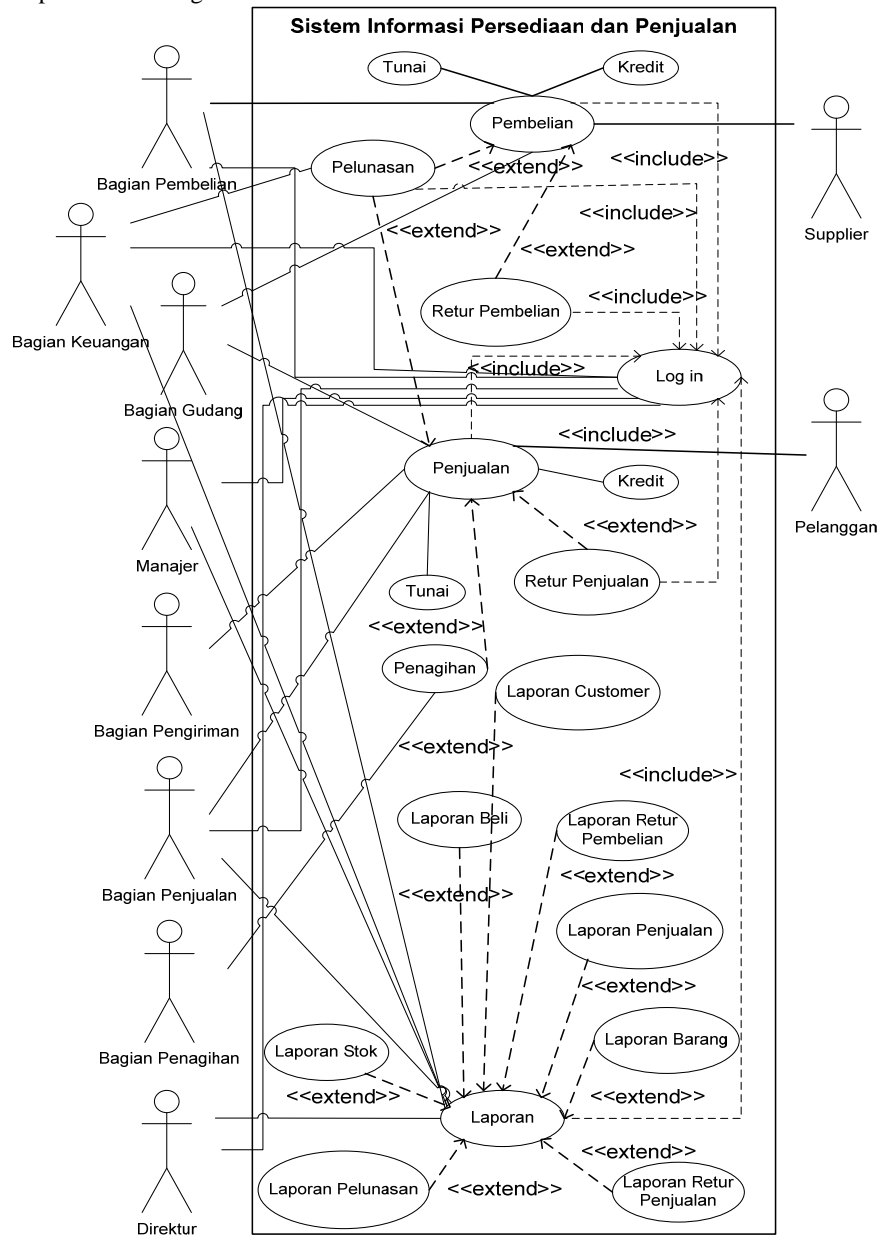 Sistem Informasi Persediaan dan Penjualan
Tunai
Kredit
Pembelian
Bagian Pembelian
Pelunasan
<<extend>>
<<include>>
Supplier
<<include>>
<<extend>>
<<extend>>
Bagian Keuangan
Retur Pembelian
<<include>>
Bagian Gudang
<<include>>
Log in
<<include>>
Penjualan
Kredit
Pelanggan
Manajer
<<extend>>
Tunai
Retur Penjualan
<<extend>>
Penagihan
Laporan Customer
Bagian Pengiriman
<<extend>>
<<include>>
Laporan Beli
Laporan Retur
Pembelian
Bagian Penjualan
<<extend>>
<<extend>>
Laporan Penjualan
<<extend>>
Bagian Penagihan
Laporan Stok
Laporan Barang
<<extend>>
<<extend>>
Laporan
<<extend>>
Laporan Pelunasan
<<extend>>
Laporan Retur
Penjualan
Direktur